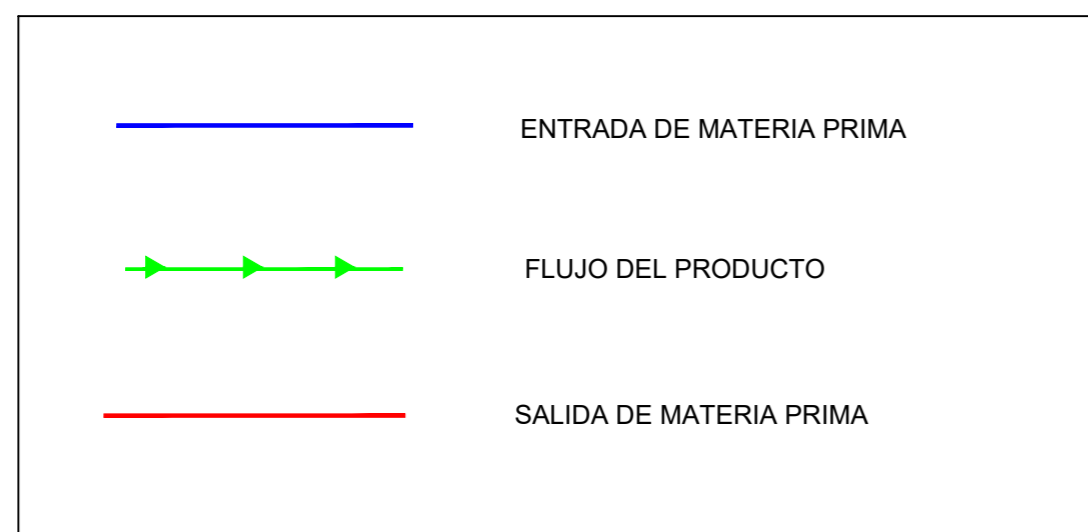 ENTRADA DE MATERIA PRIMA
FLUJO DEL PRODUCTO
SALIDA DE MATERIA PRIMA